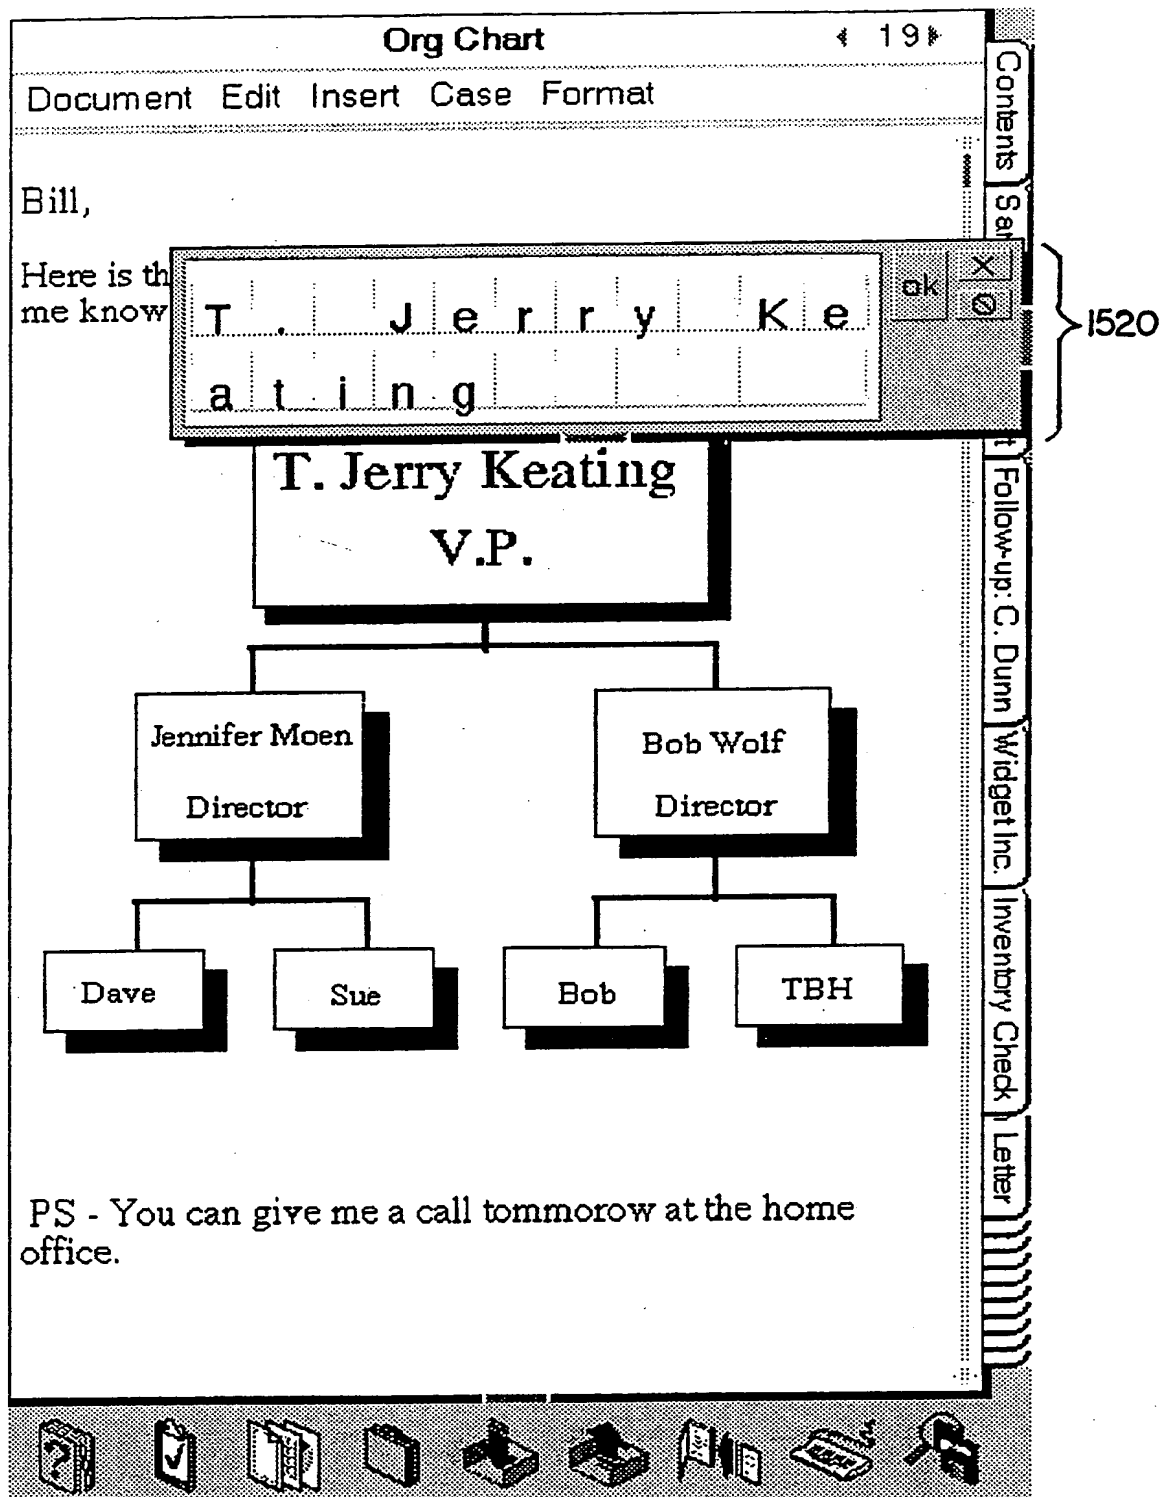 Org Chart 19
Document Edit Insert Case Format
Bill,
Here is th
me know
T. Jerry Ke
ating
ok
1520
T. Jerry Keating
V.P.
Jennifer Moen
Director
Bob Wolf
Director
Dave
Sue
Bob
TBH
PS - You can give me a call tommorow at the home
office.
Contents
Follow-up: C. Dunn
Widget Inc.
Inventory Check
Letter